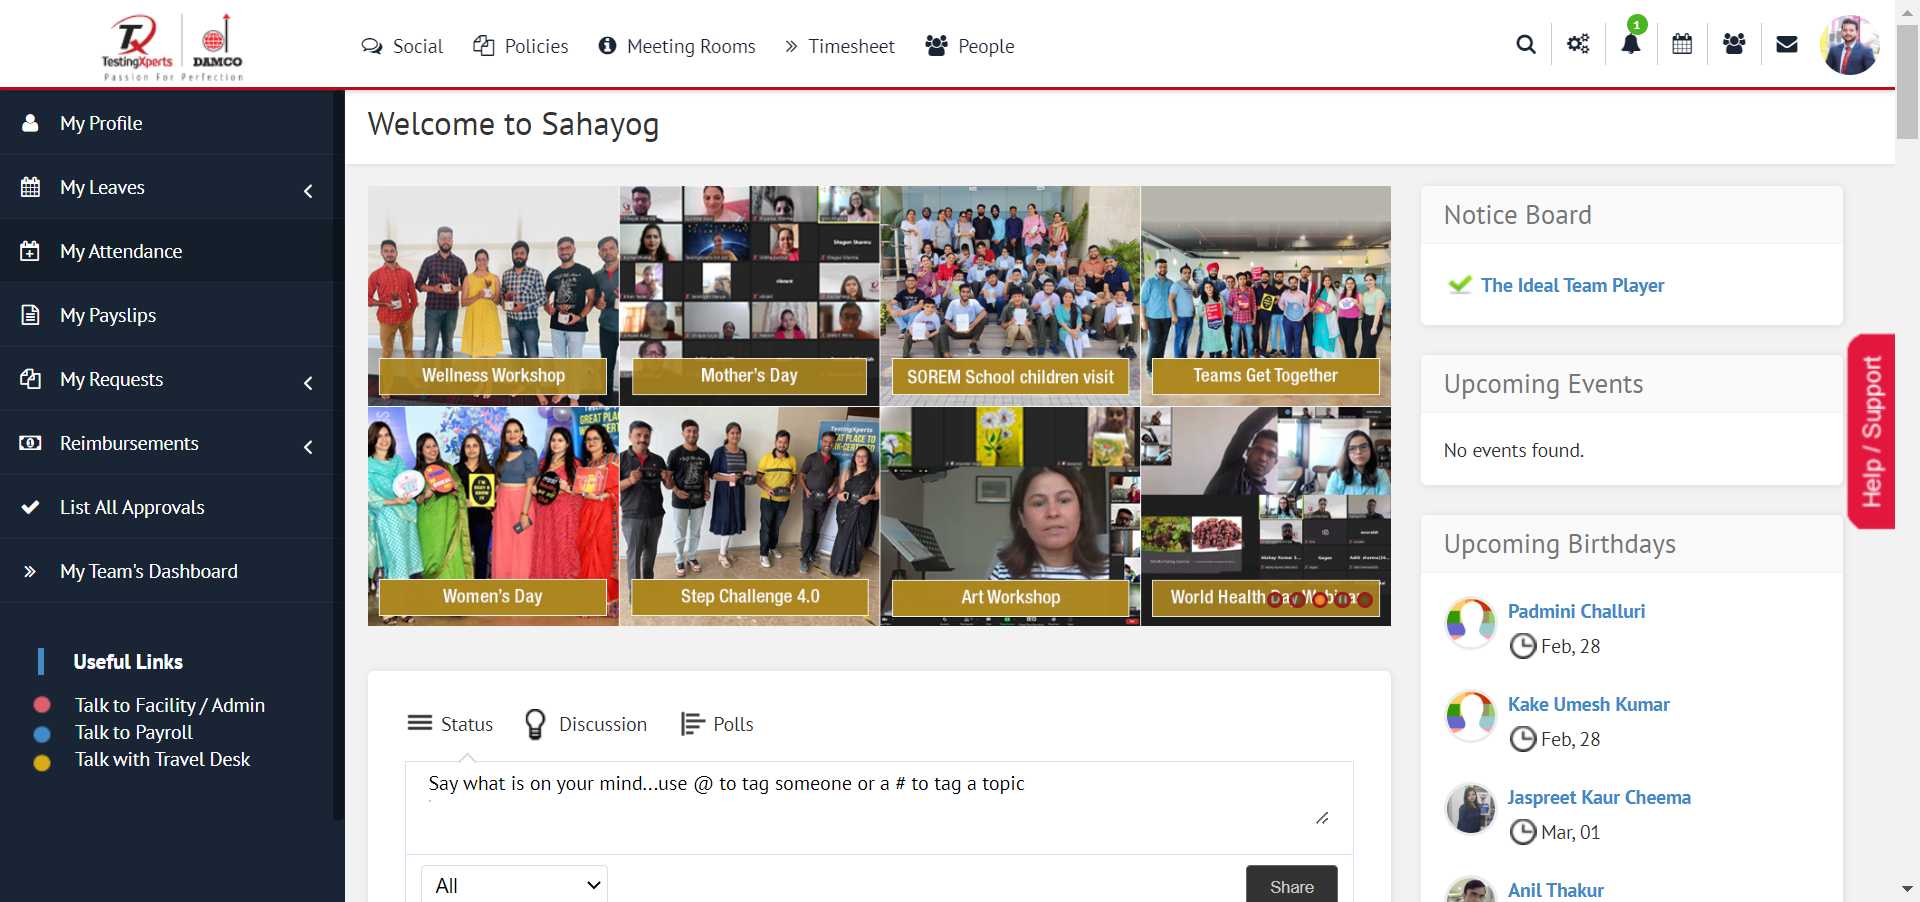 TestingXperts
DAMCO
Passion For Perfection
Social
Policies
Meeting Rooms
Timesheet
People
1
My Profile
My Leaves
My Attendance
My Payslips
My Requests
Reimbursements
List All Approvals
My Team's Dashboard
Useful Links
Talk to Facility / Admin
Talk to Payroll
Talk with Travel Desk
Welcome to Sahayog
Wellness Workshop
Mother's Day
SOREM School children visit
Teams Get Together
Women's Day
Step Challenge 4.0
Art Workshop
World Health Day Webinar
Status
Discussion
Polls
Say what is on your mind...use @ to tag someone or a # to tag a topic
All
Share
Notice Board
The Ideal Team Player
Upcoming Events
No events found.
Upcoming Birthdays
Padmini Challuri
Feb, 28
Kake Umesh Kumar
Feb, 28
Jaspreet Kaur Cheema
Mar, 01
Anil Thakur
Help / Support